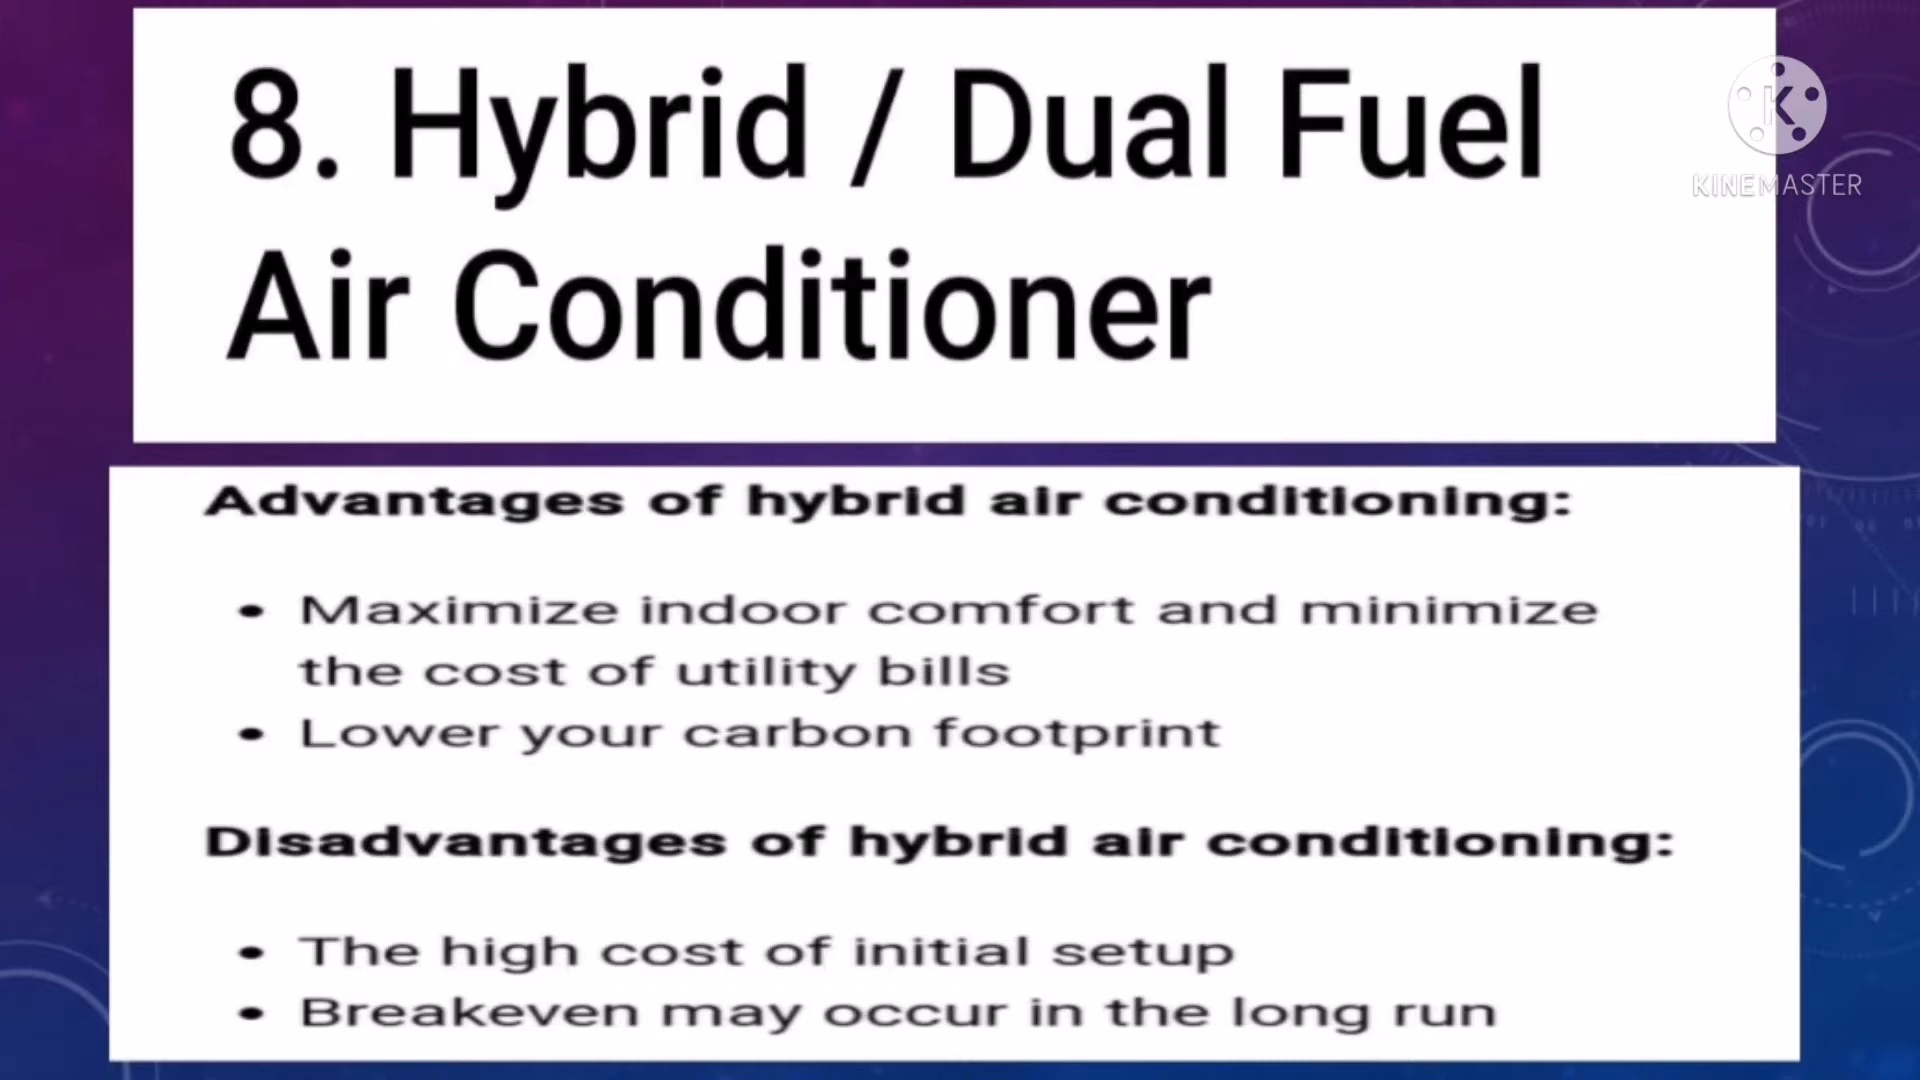 8. Hybrid / Dual Fuel
Air Conditioner
KINEMASTER
Advantages of hybrid air conditioning:
• Maximize indoor comfort and minimize
the cost of utility bills
• Lower your carbon footprint
Disadvantages of hybrid air conditioning:
• The high cost of initial setup
• Breakeven may occur in the long run